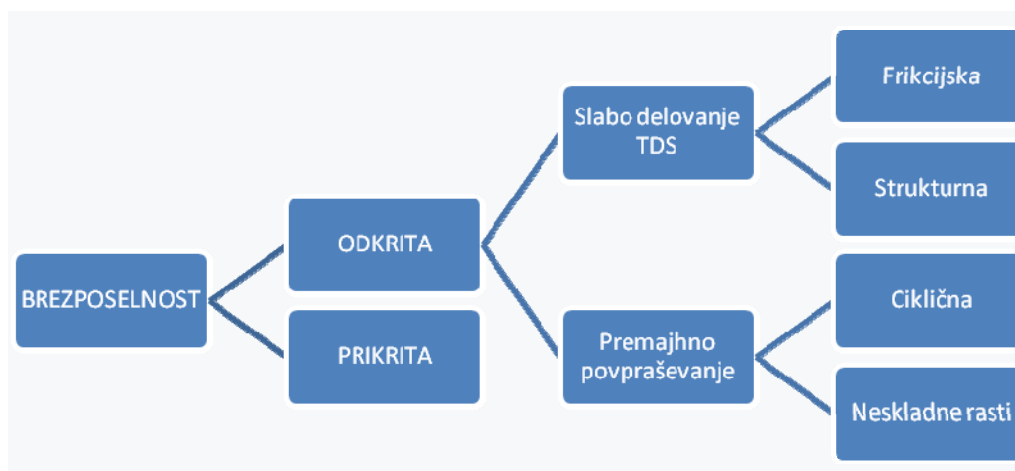 BREZPOSELNOST
ODKRITA
PRIKRITA
Slabo delovanje
TDS
Premajhno
povpraševanje
Frikcijska
Strukturna
Ciklična
Neskladne rasti